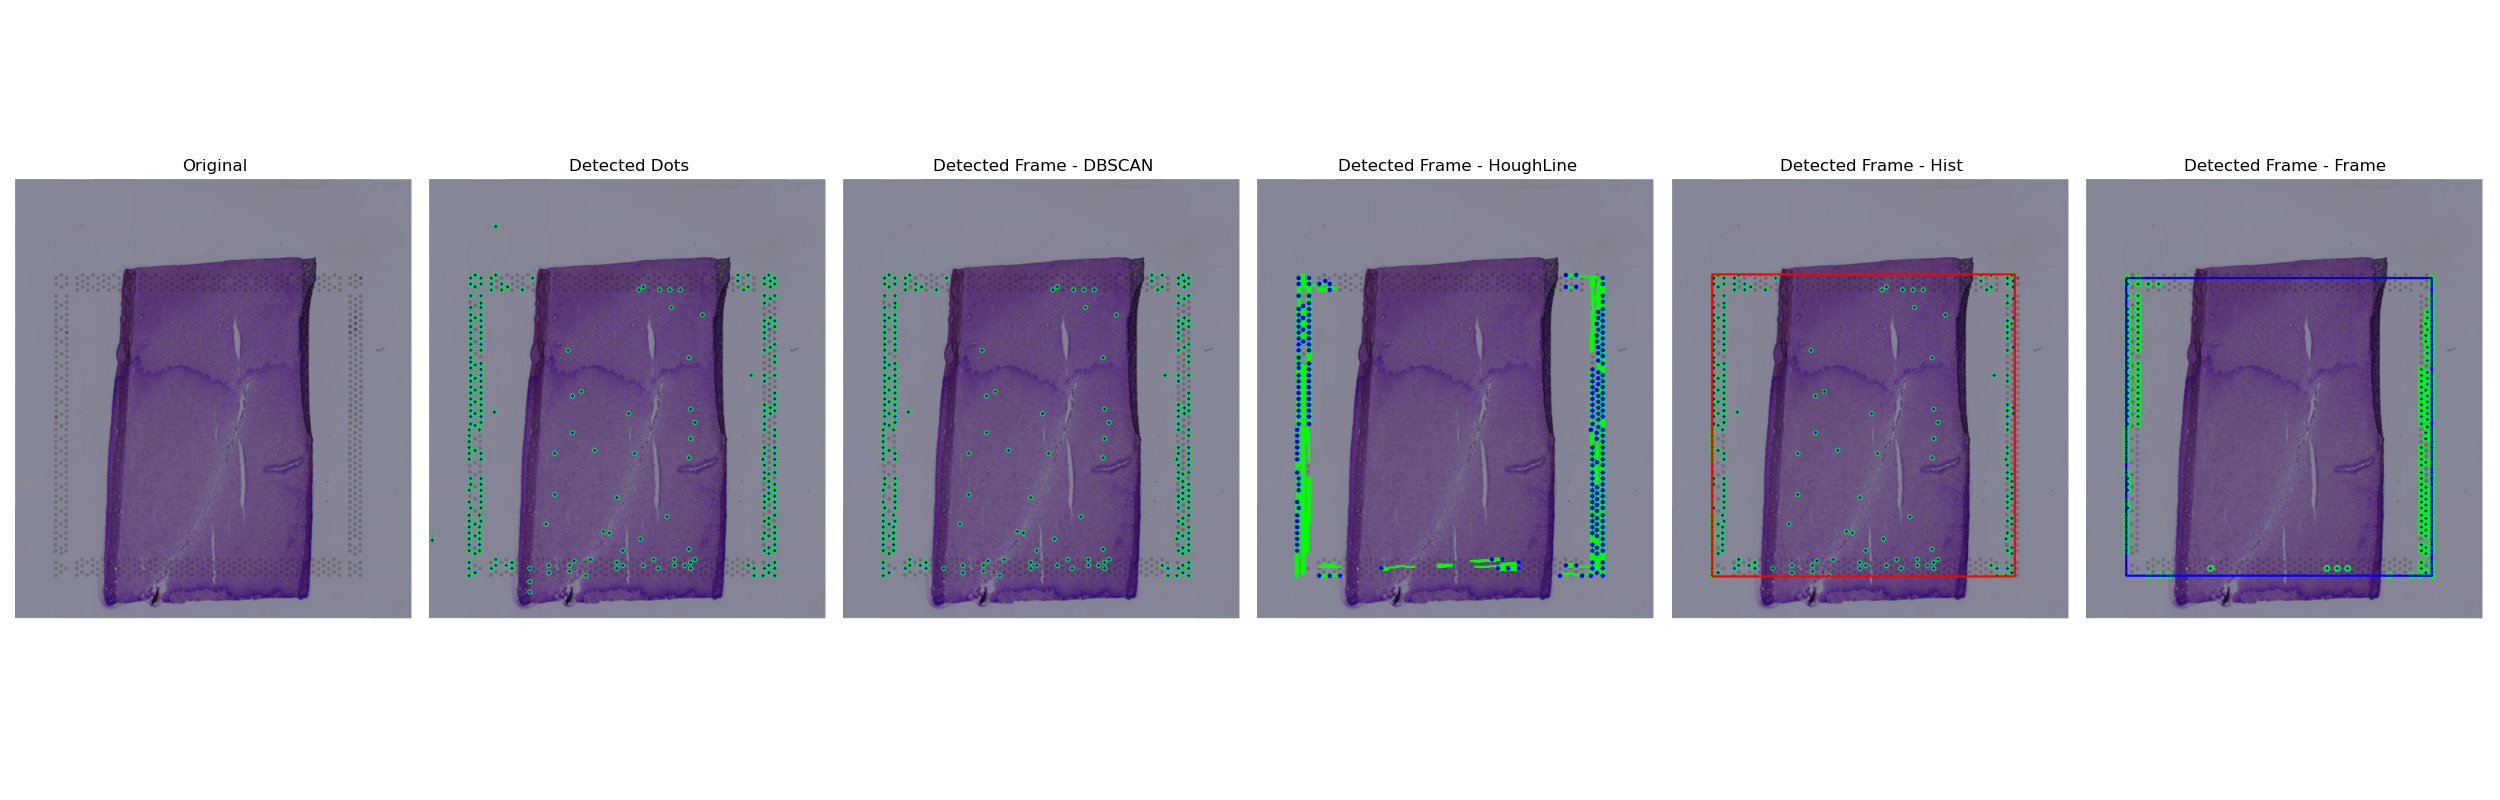 Original
Detected Dots
Detected Frame - DBSCAN
Detected Frame - HoughLine
Detected Frame - Hist
Detected Frame - Frame